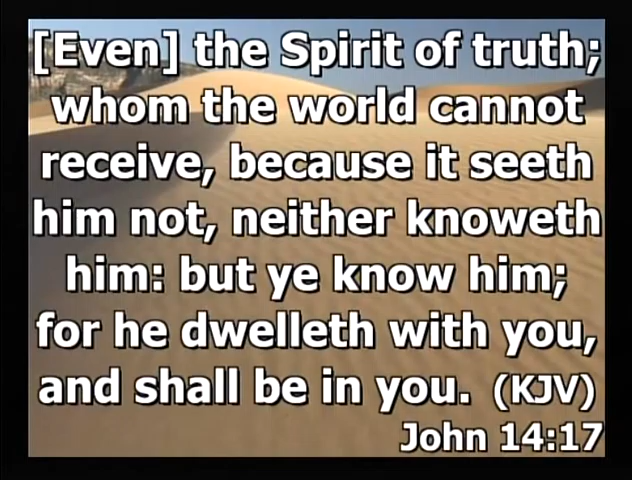 [Even] the Spirit of truth;
whom the world cannot
receive, because it seeth
him not, neither knoweth
him: but ye know him;
for he dwelleth with you,
and shall be in you. (KJV)
John 14:17